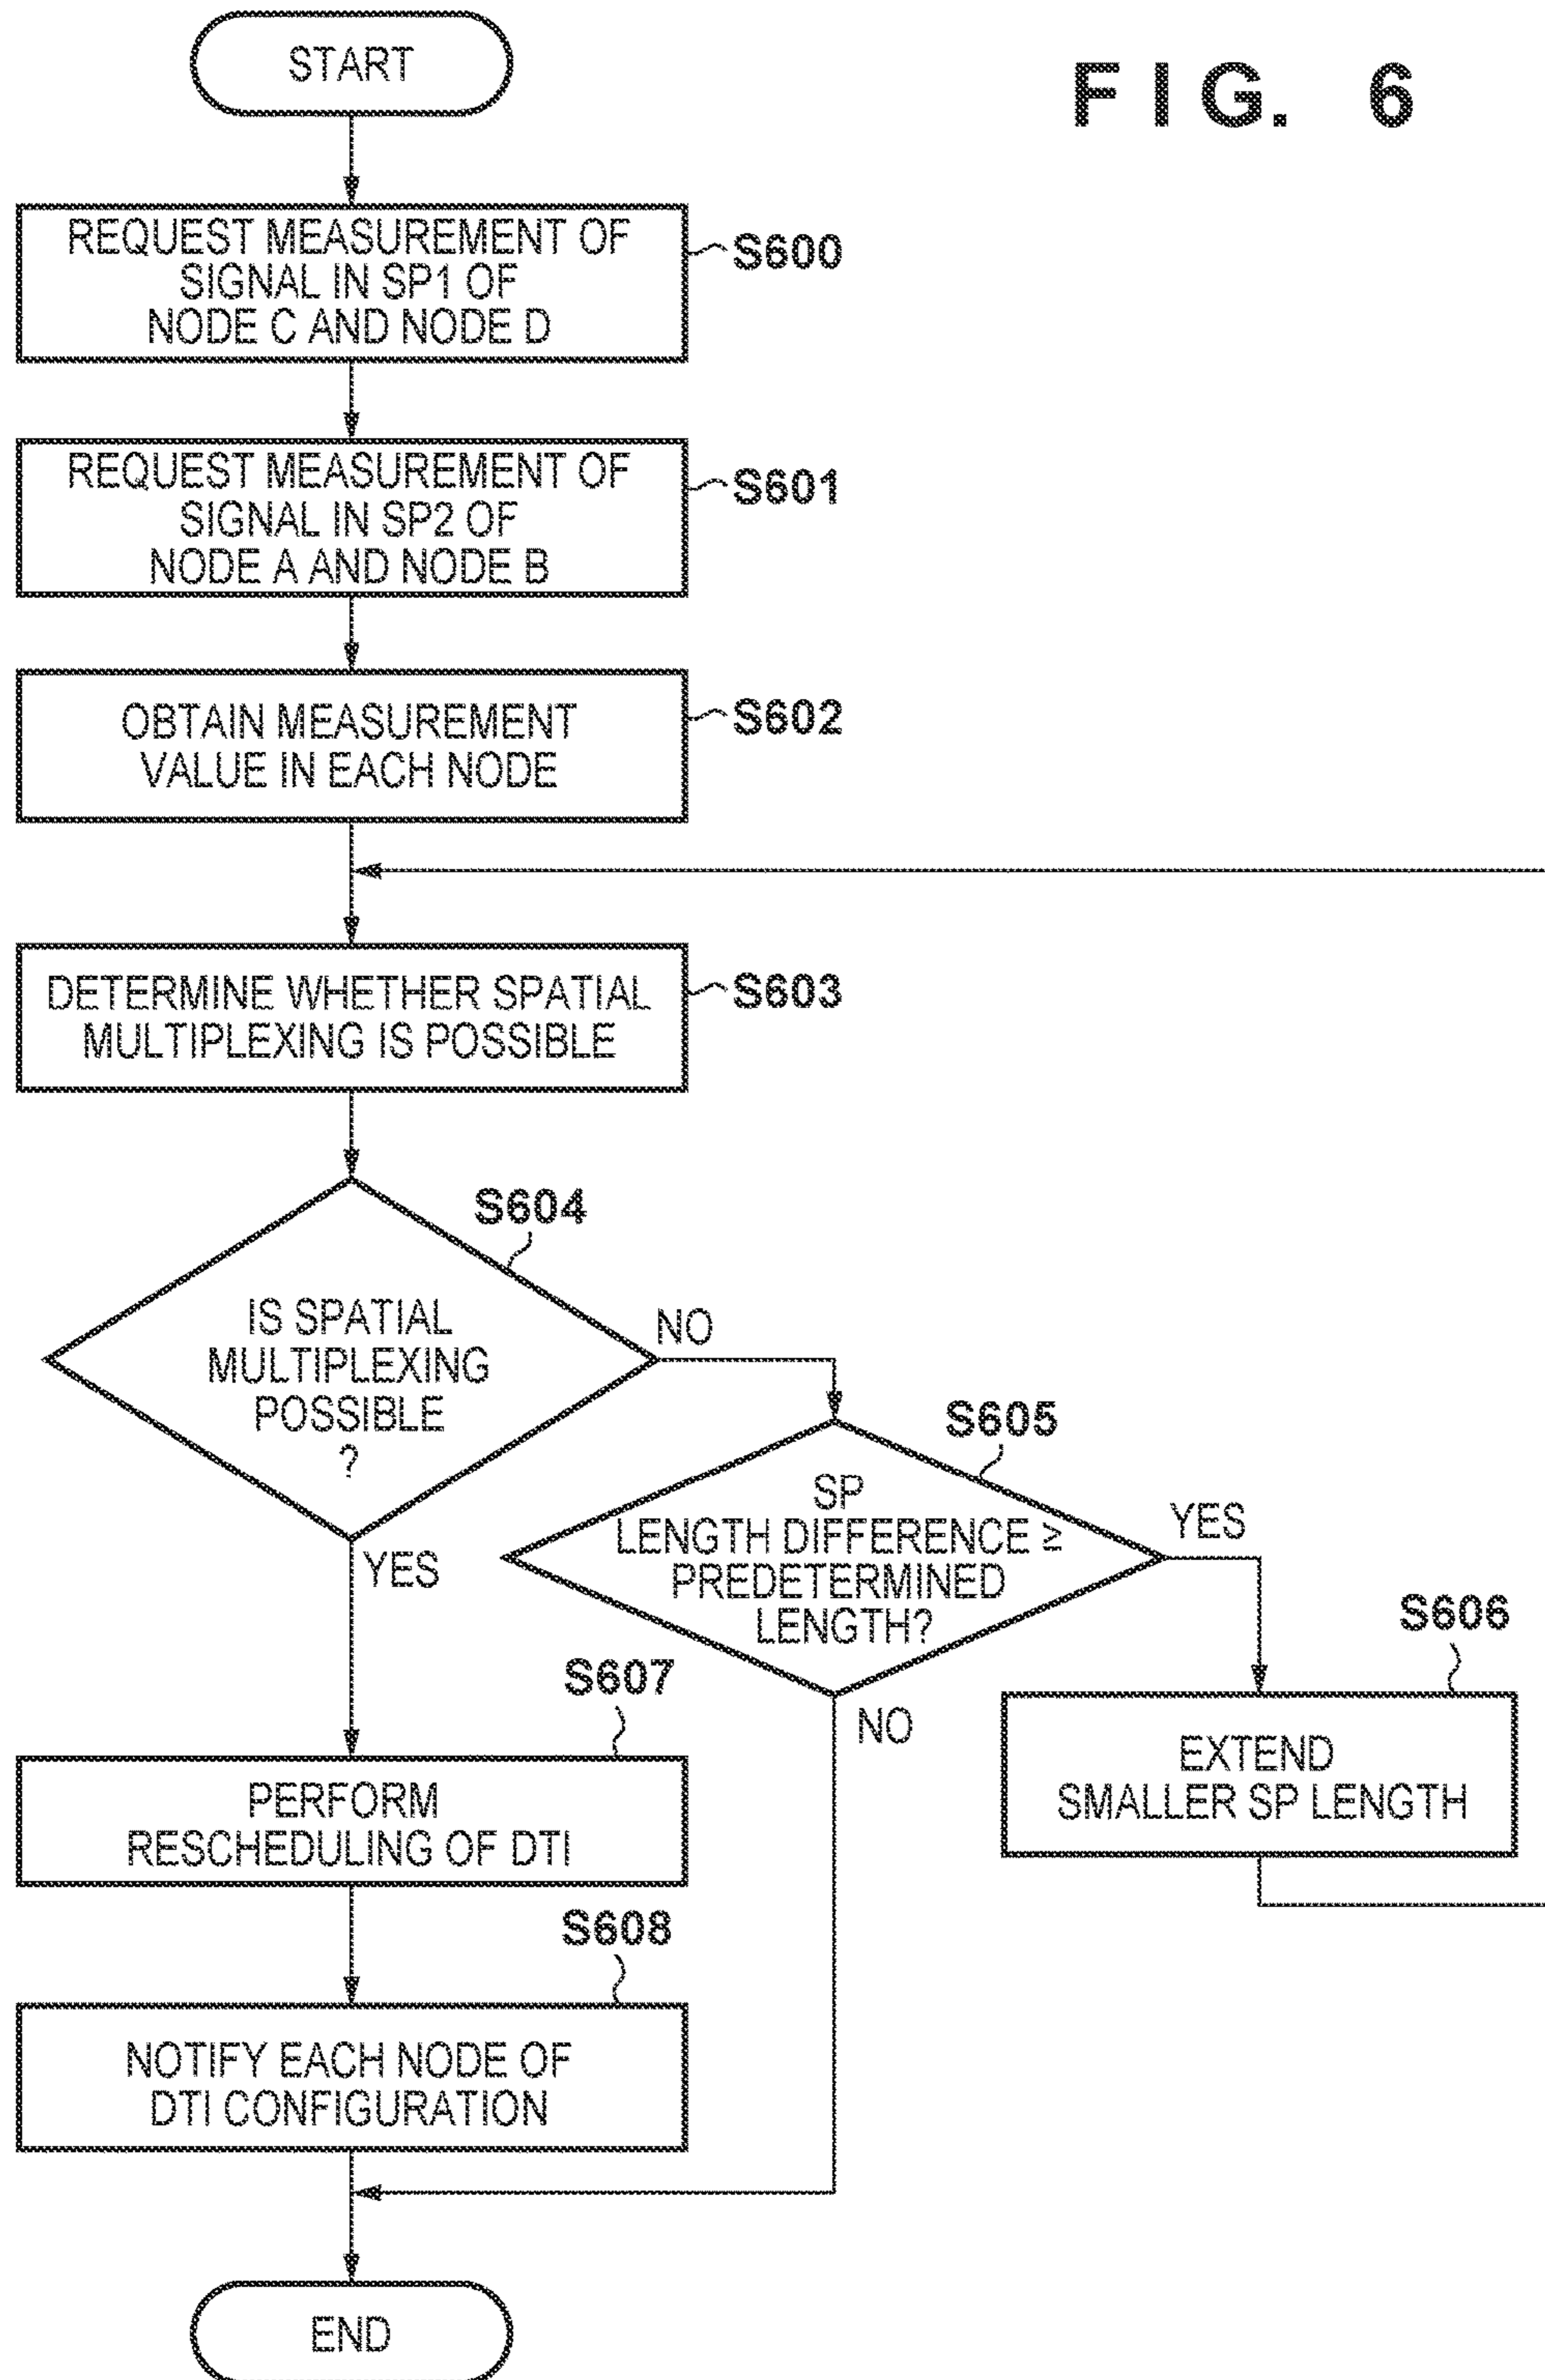 START
FIG. 6
REQUEST MEASUREMENT OF
SIGNAL IN SP1 OF
NODE C AND NODE D
S600
REQUEST MEASUREMENT OF
SIGNAL IN SP2 OF
NODE A AND NODE B
S601
OBTAIN MEASUREMENT
VALUE IN EACH NODE
S602
DETERMINE WHETHER SPATIAL
MULTIPLEXING IS POSSIBLE
S603
S604
IS SPATIAL
MULTIPLEXING
POSSIBLE
?
NO
YES
S605
SP
LENGTH DIFFERENCE ≥
PREDETERMINED
LENGTH?
YES
NO
S606
EXTEND
SMALLER SP LENGTH
S607
PERFORM
RESCHEDULING OF DTI
S608
NOTIFY EACH NODE OF
DTI CONFIGURATION
END